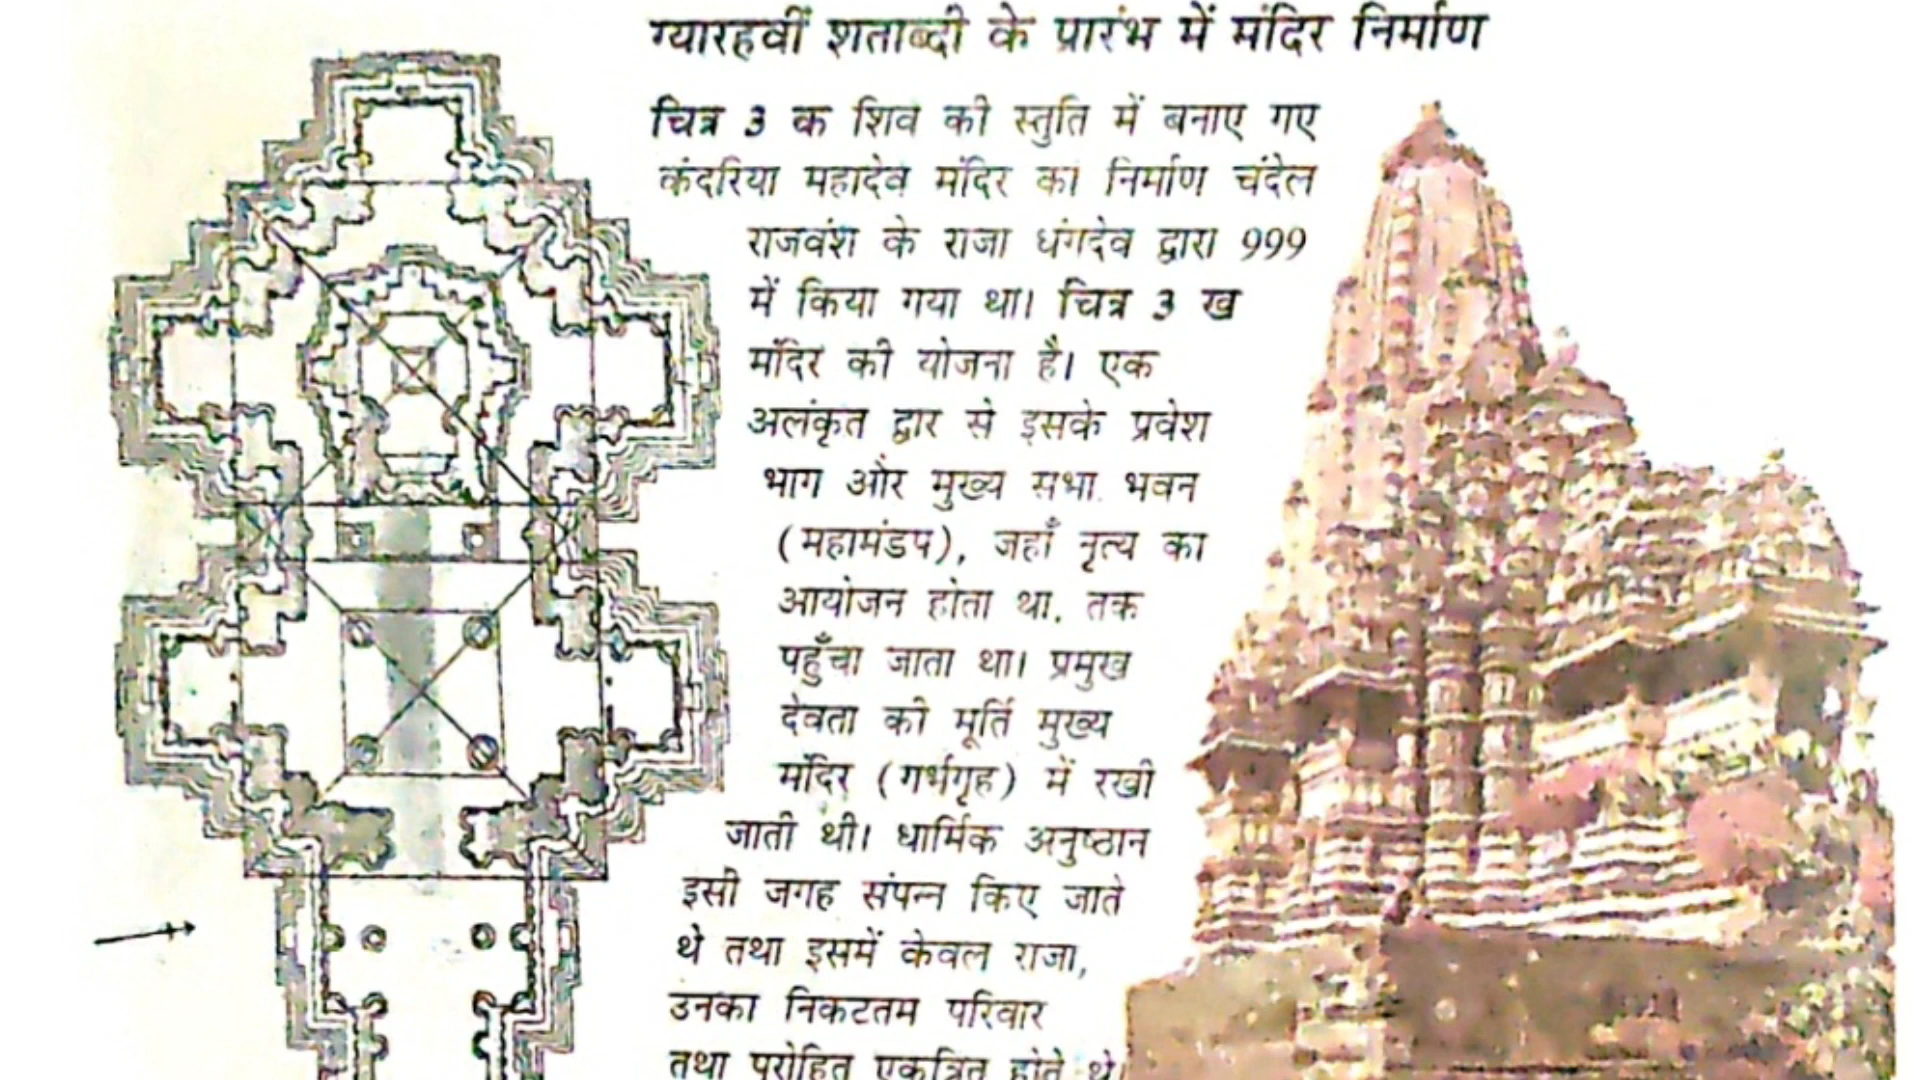 ग्यारहवीं शताब्दी के प्रारंभ में मंदिर निर्माण
चित्र 3 क शिव की स्तुति में बनाए गए
कंदरिया महादेव मंदिर का निर्माण चंदेल
राजवंश के राजा धंगदेव द्वारा 999
में किया गया था। चित्र 3 ख
मंदिर की योजना है। एक
अलंकृत द्वार से इसके प्रवेश
भाग और मुख्य सभा भवन
(महामंडप), जहाँ नृत्य का
आयोजन होता था, तक
पहुँचा जाता था। प्रमुख
देवता की मूर्ति मुख्य
मंदिर (गर्भगृह) में रखी
जाती थी। धार्मिक अनुष्ठान
इसी जगह संपन्न किए जाते
थे तथा इसमें केवल राजा,
उनका निकटतम परिवार
तथा पुरोहित एकत्रित होते थे।